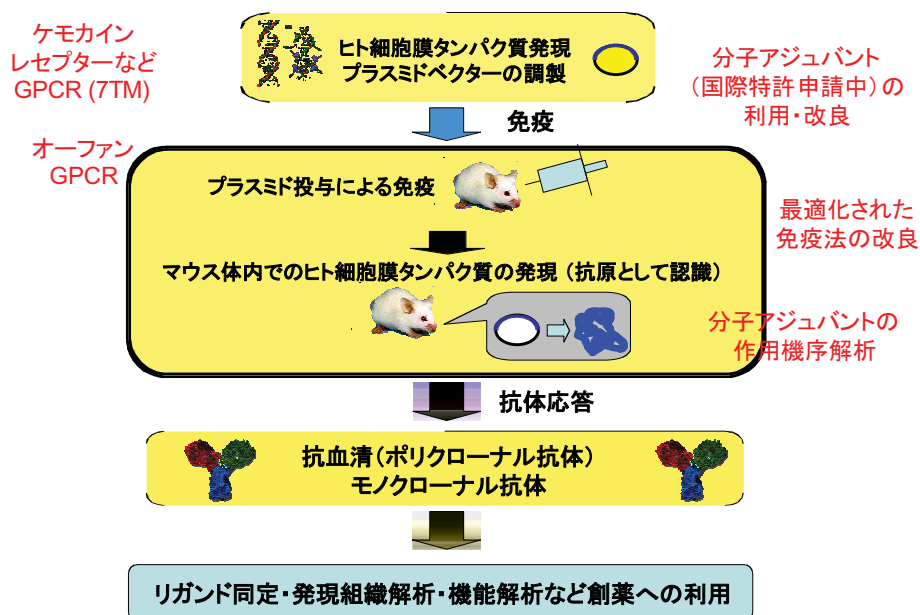 ケモカイン
レセプターなど
GPCR (7TM)
ヒト細胞膜タンパク質発現
プラスミドベクターの調製
分子アジュバント
（国際特許申請中）の
利用・改良
免疫
オーファン
GPCR
プラスミド投与による免疫
最適化された
免疫法の改良
マウス体内でのヒト細胞膜タンパク質の発現（抗原として認識）
分子アジュバントの
作用機序解析
抗体応答
抗血清（ポリクローナル抗体）
モノクローナル抗体
リガンド同定・発現組織解析・機能解析など創薬への利用